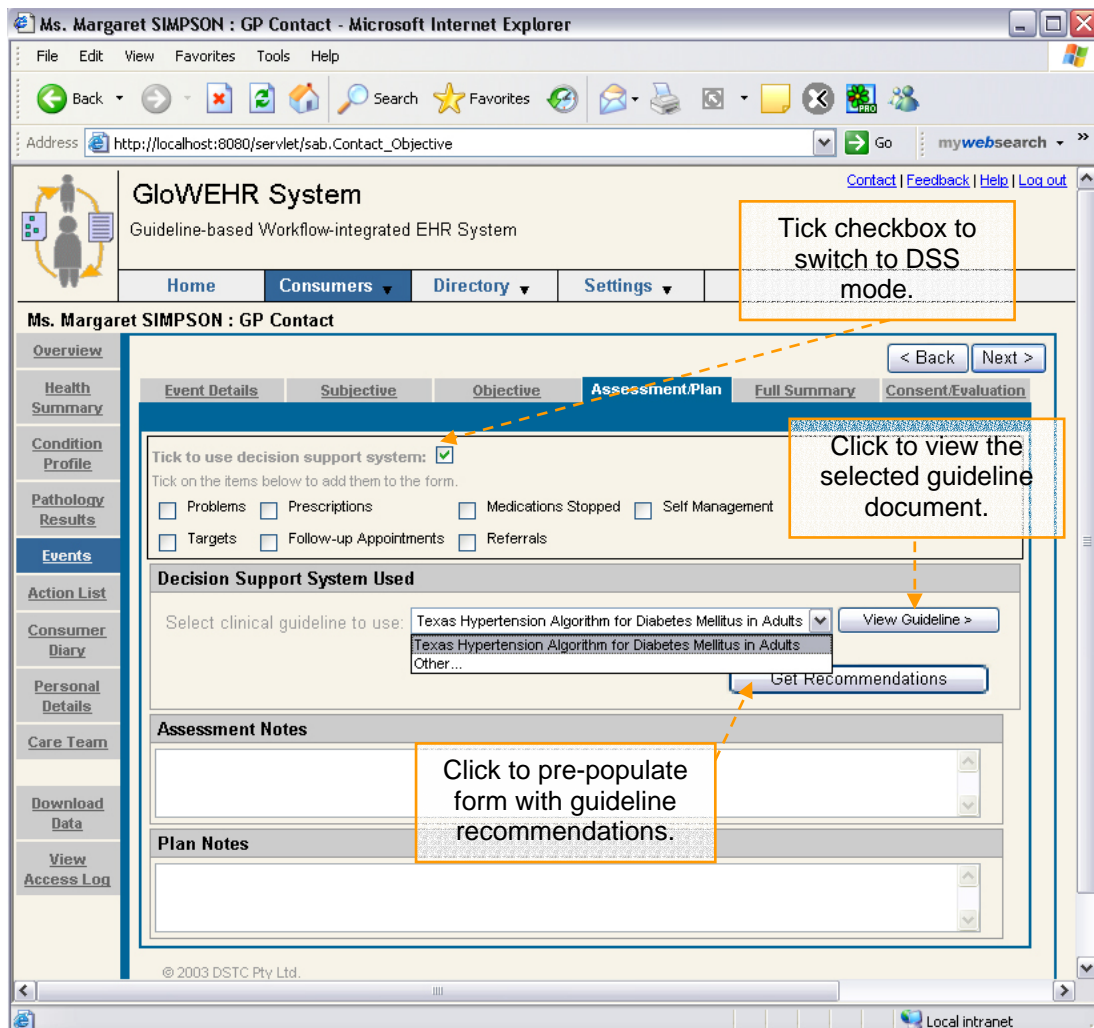 Ms. Margaret SIMPSON : GP Contact - Microsoft Internet Explorer
File Edit View Favorites Tools Help
Back Search Favorites PRO
Address http://localhost:8080/servlet/sab.Contact_Objective Go mywebsearch »
Contact | Feedback | Help | Log out
GloWEHR System
Guideline-based Workflow-integrated EHR System
Tick checkbox to
switch to DSS
mode.
Home Consumers Directory Settings
Ms. Margaret SIMPSON : GP Contact
Overview
Health
Summary
Condition
Profile
Pathology
Results
Events
Action List
Consumer
Diary
Personal
Details
Care Team
Download
Data
View
Access Log
< Back Next >
Event Details Subjective Objective Assessment/Plan Full Summary Consent/Evaluation
Click to view the
selected guideline
document.
Tick to use decision support system:
Tick on the items below to add them to the form.
Problems Prescriptions Medications Stopped Self Management
Targets Follow-up Appointments Referrals
Decision Support System Used
Select clinical guideline to use: Texas Hypertension Algorithm for Diabetes Mellitus in Adults View Guideline >
Texas Hypertension Algorithm for Diabetes Mellitus in Adults
Other...
Get Recommendations
Assessment Notes
Click to pre-populate
form with guideline
recommendations.
Plan Notes
© 2003 DSTC Pty Ltd.
Local intranet